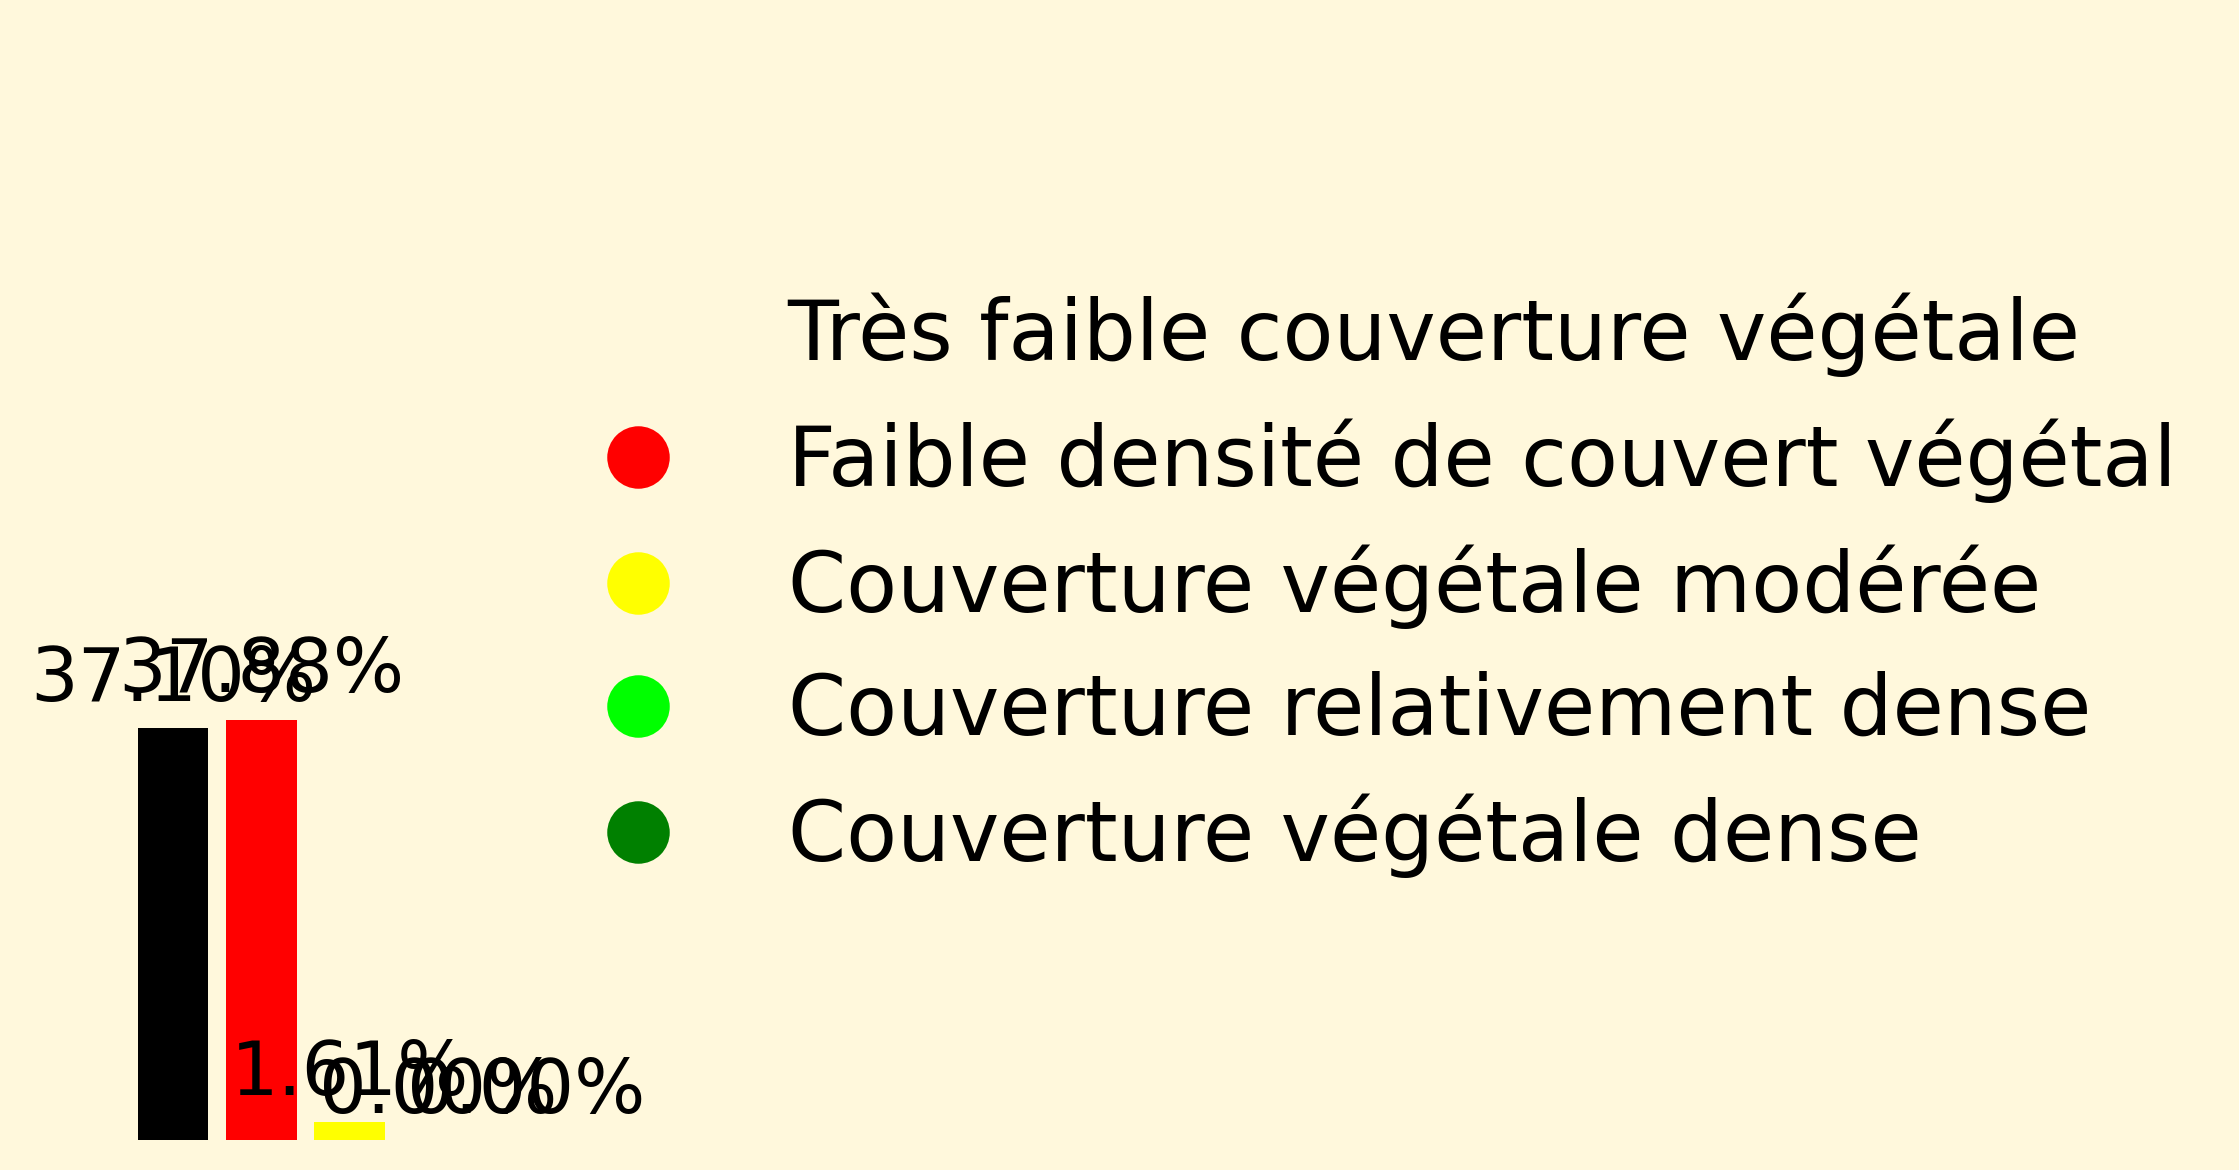 Très faible couverture végétale
Faible densité de couvert végétal
Couverture végétale modérée
Couverture relativement dense
Couverture végétale dense
37.10%
37.88%
1.61%
0.00%
0.00%